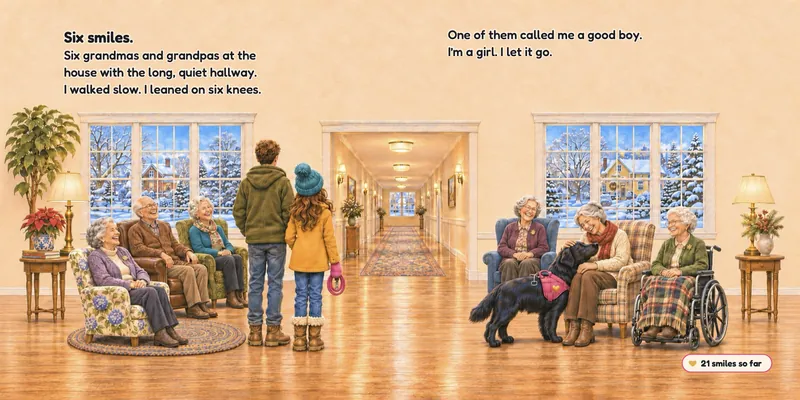 Six smiles.
Six grandmas and grandpas at the
house with the long, quiet hallway.
I walked slow. I leaned on six knees.
One of them called me a good boy.
I'm a girl. I let it go.
21 smiles so far